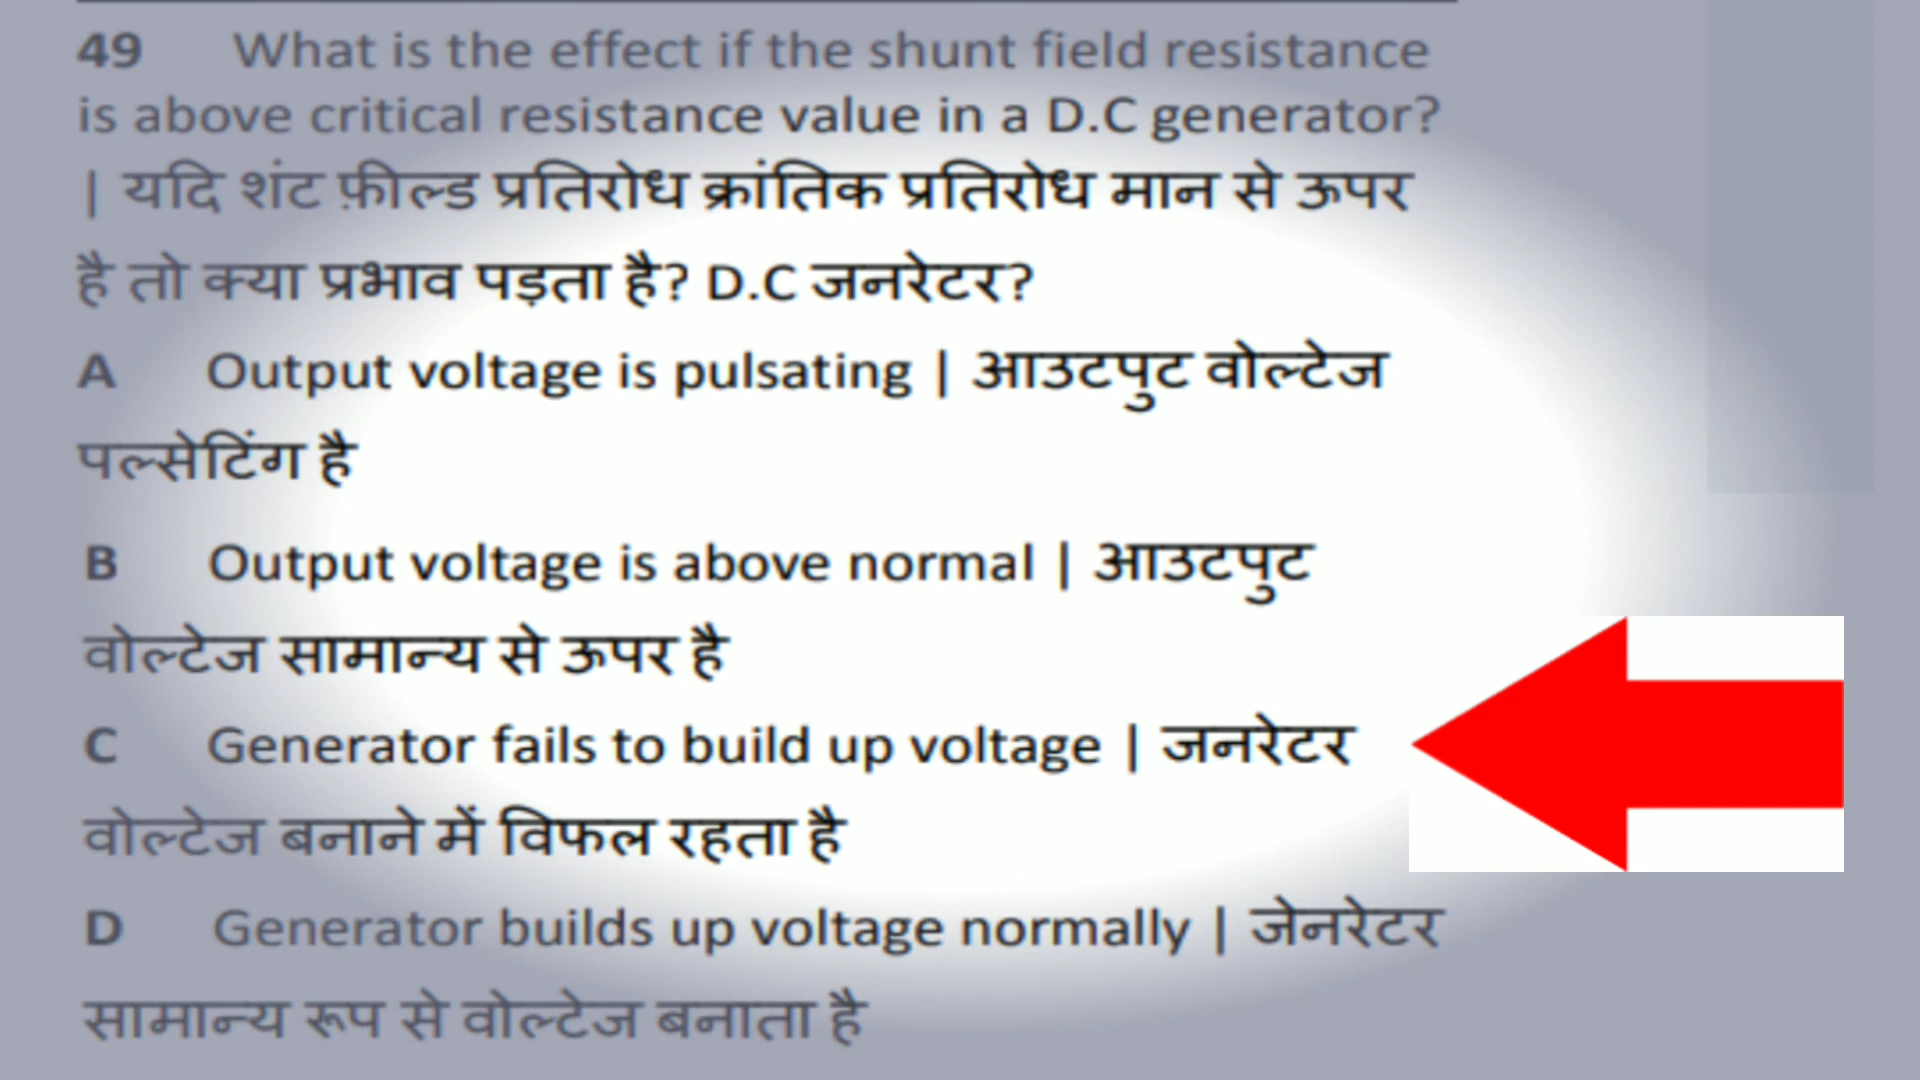 49 What is the effect if the shunt field resistance
is above critical resistance value in a D.C generator?
| यदि शंट फ़ील्ड प्रतिरोध क्रांतिक प्रतिरोध मान से ऊपर
है तो क्या प्रभाव पड़ता है? D.C जनरेटर?
A Output voltage is pulsating | आउटपुट वोल्टेज
पल्सेटिंग है
B Output voltage is above normal | आउटपुट
वोल्टेज सामान्य से ऊपर है
C Generator fails to build up voltage | जनरेटर
वोल्टेज बनाने में विफल रहता है
D Generator builds up voltage normally | जेनरेटर
सामान्य रूप से वोल्टेज बनाता है